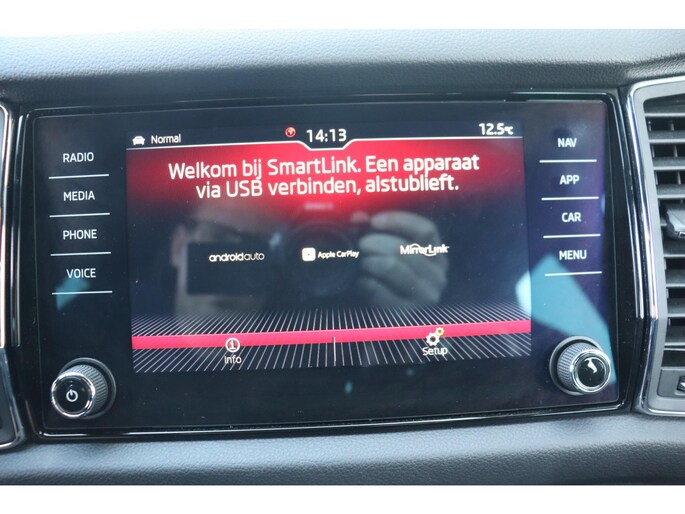 Normal
14:13
12.5°C
Welkom bij SmartLink. Een apparaat
via USB verbinden, alstublieft.
androidauto
Apple CarPlay
MirrorLink
Info
Setup
RADIO
MEDIA
PHONE
VOICE
NAV
APP
CAR
MENU